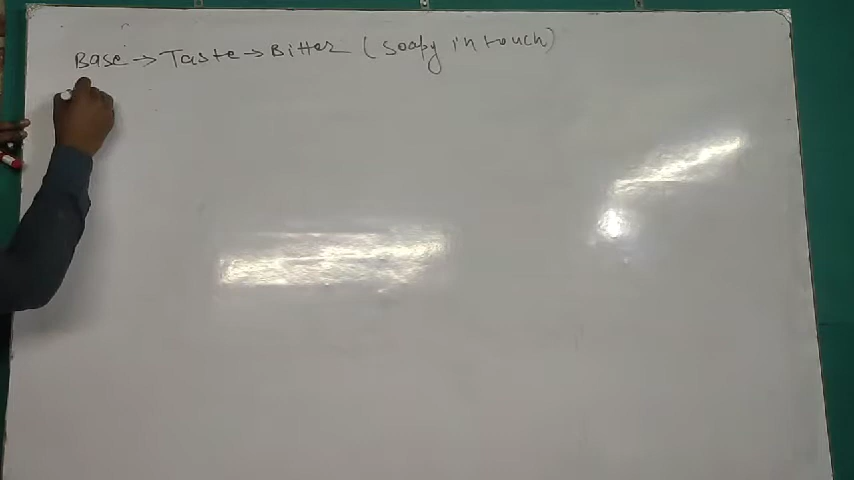 Base → Taste → Bitter (soapy in touch)